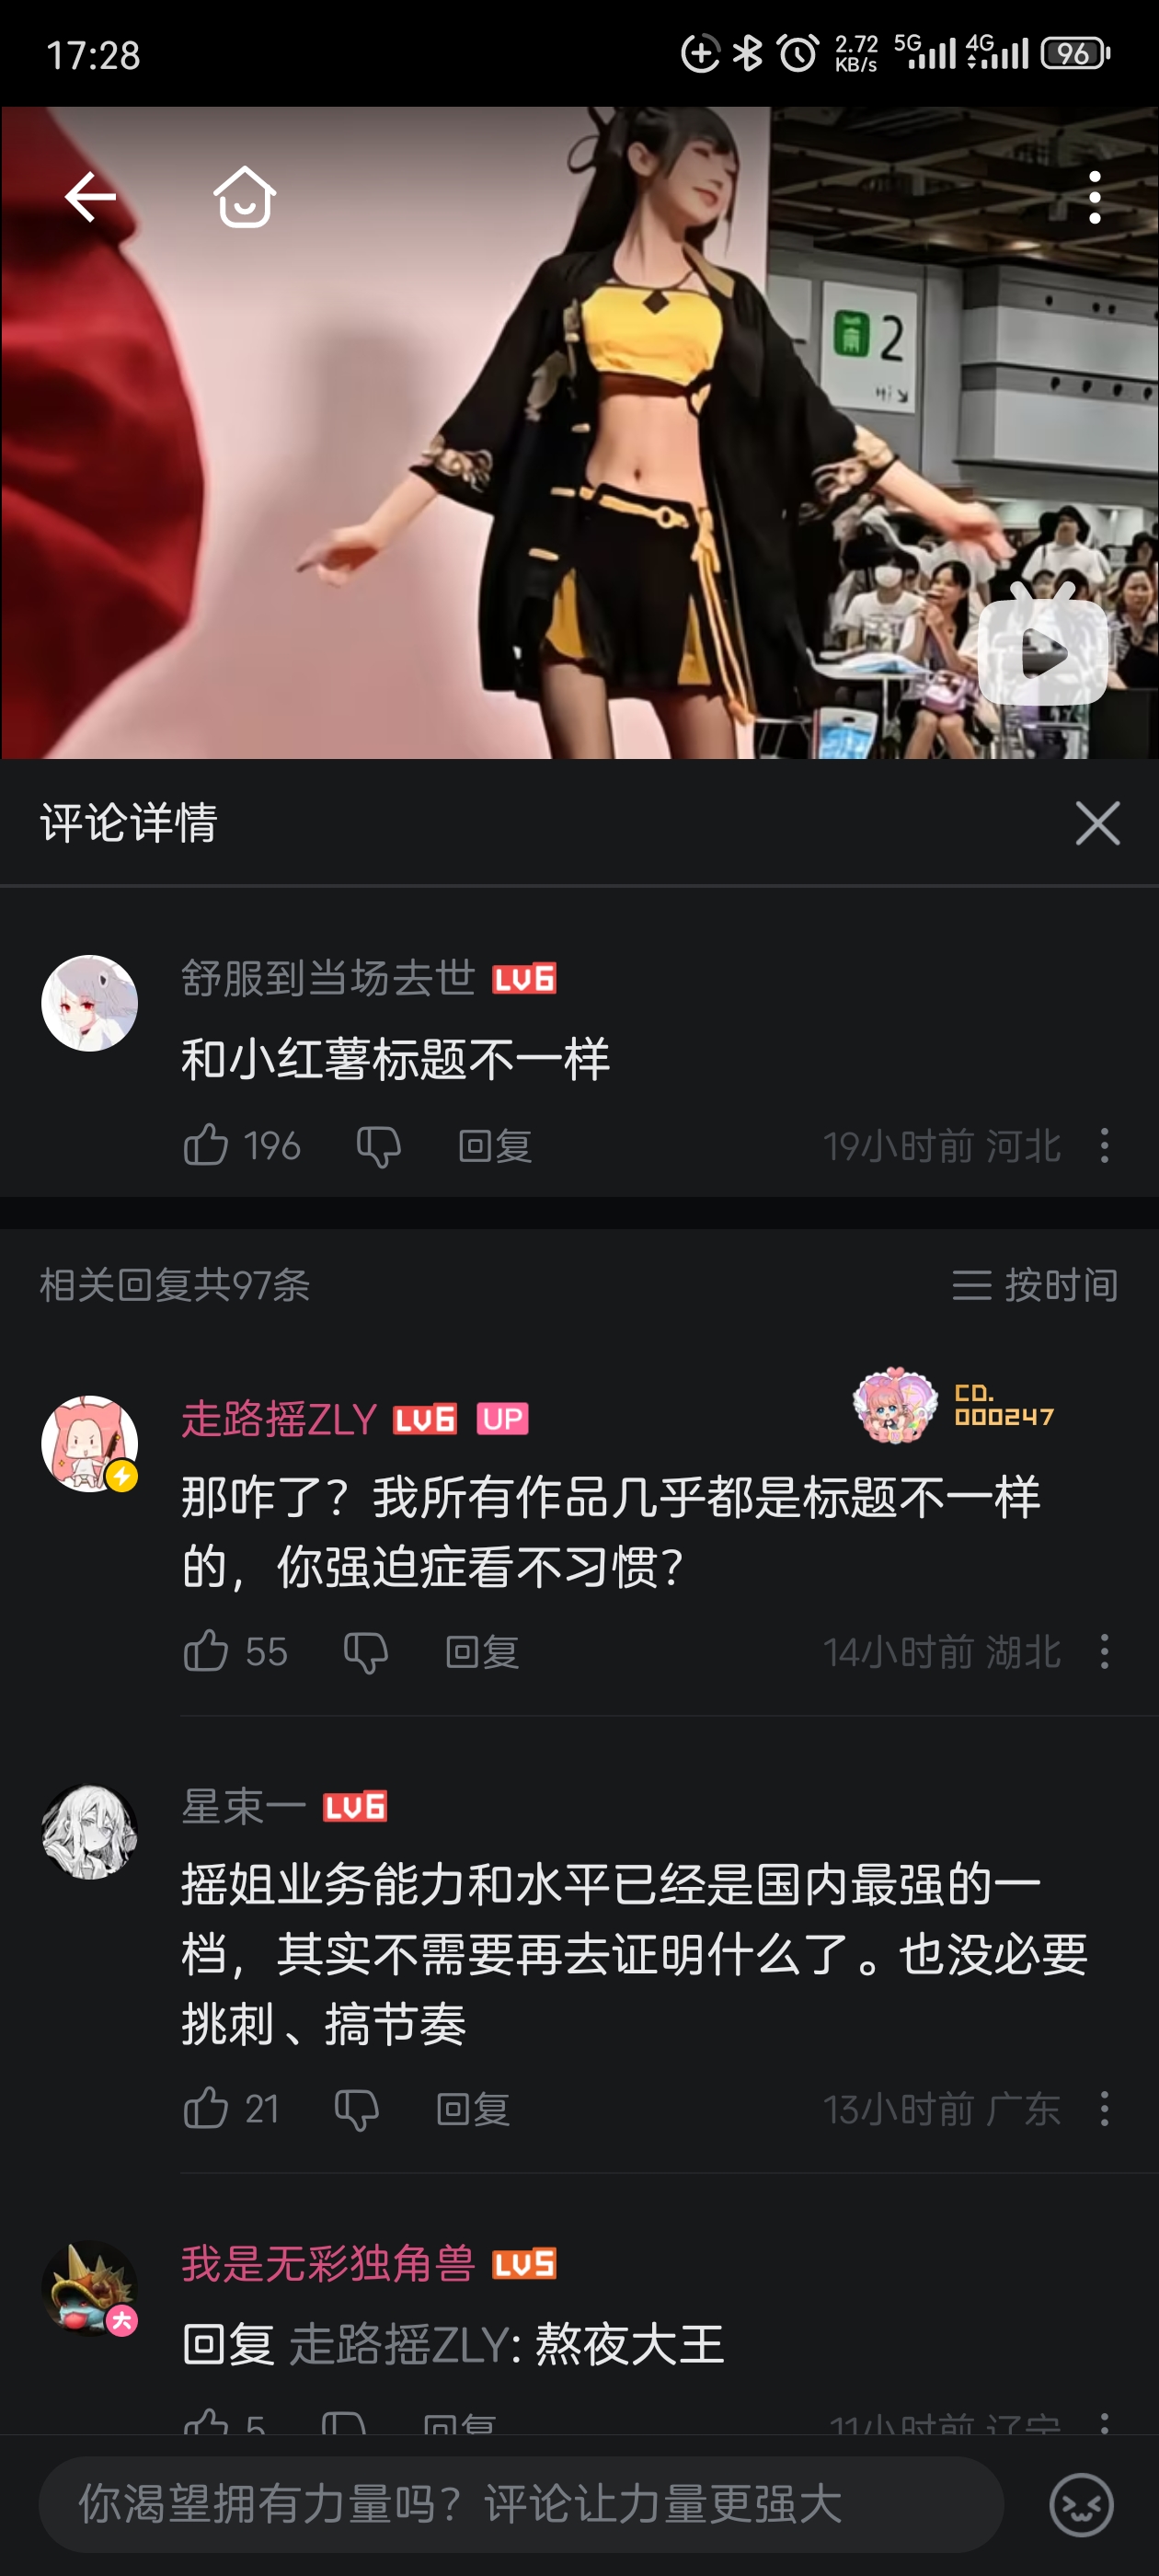 17:28
2.72
KB/s
5G
4G
96
2
评论详情
舒服到当场去世 LV6
和小红薯标题不一样
196 回复 19小时前 河北
相关回复共97条 按时间
走路摇ZLY LV6 UP
CD.
000247
那咋了？我所有作品几乎都是标题不一样
的，你强迫症看不习惯？
55 回复 14小时前 湖北
星束一 LV6
摇姐业务能力和水平已经是国内最强的一
档，其实不需要再去证明什么了。也没必要
挑刺、搞节奏
21 回复 13小时前 广东
我是无彩独角兽 LV5
大
回复 走路摇ZLY: 熬夜大王
5 回复 11小时前 辽宁
你渴望拥有力量吗？评论让力量更强大